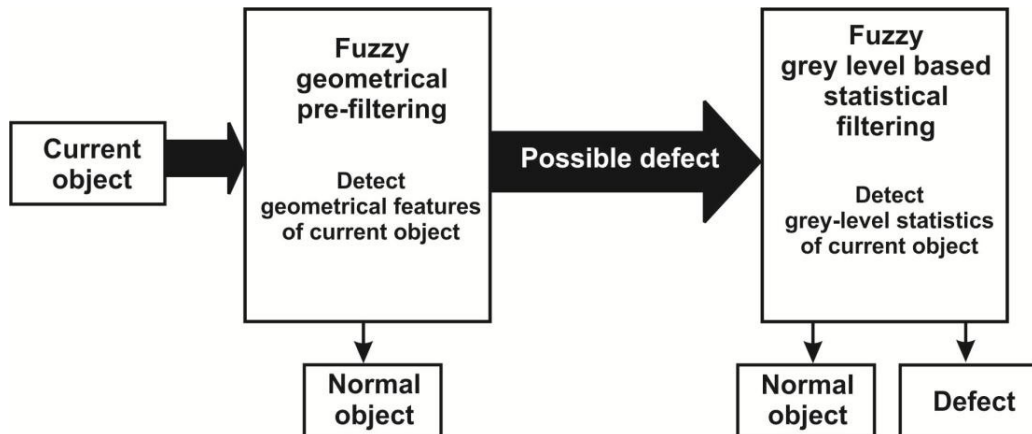 Current
object
Fuzzy
geometrical
pre-filtering
Detect
geometrical features
of current object
Normal
object
Possible defect
Fuzzy
grey level based
statistical
filtering
Detect
grey-level statistics
of current object
Normal
object
Defect